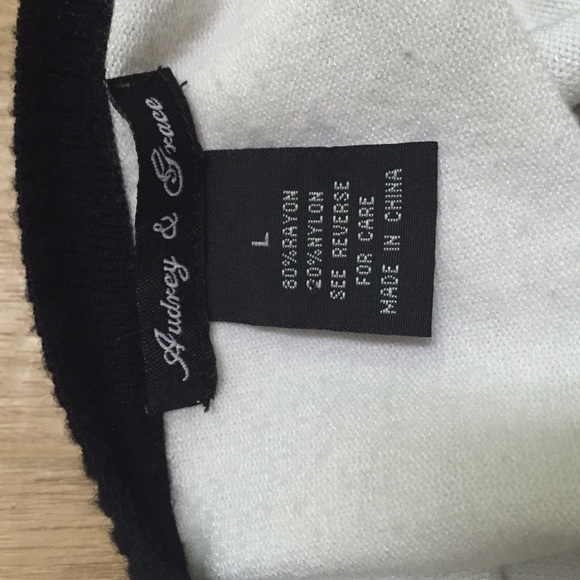 Audrey & Grace
L
80%RAYON
20%NYLON
SEE REVERSE
FOR CARE
MADE IN CHINA